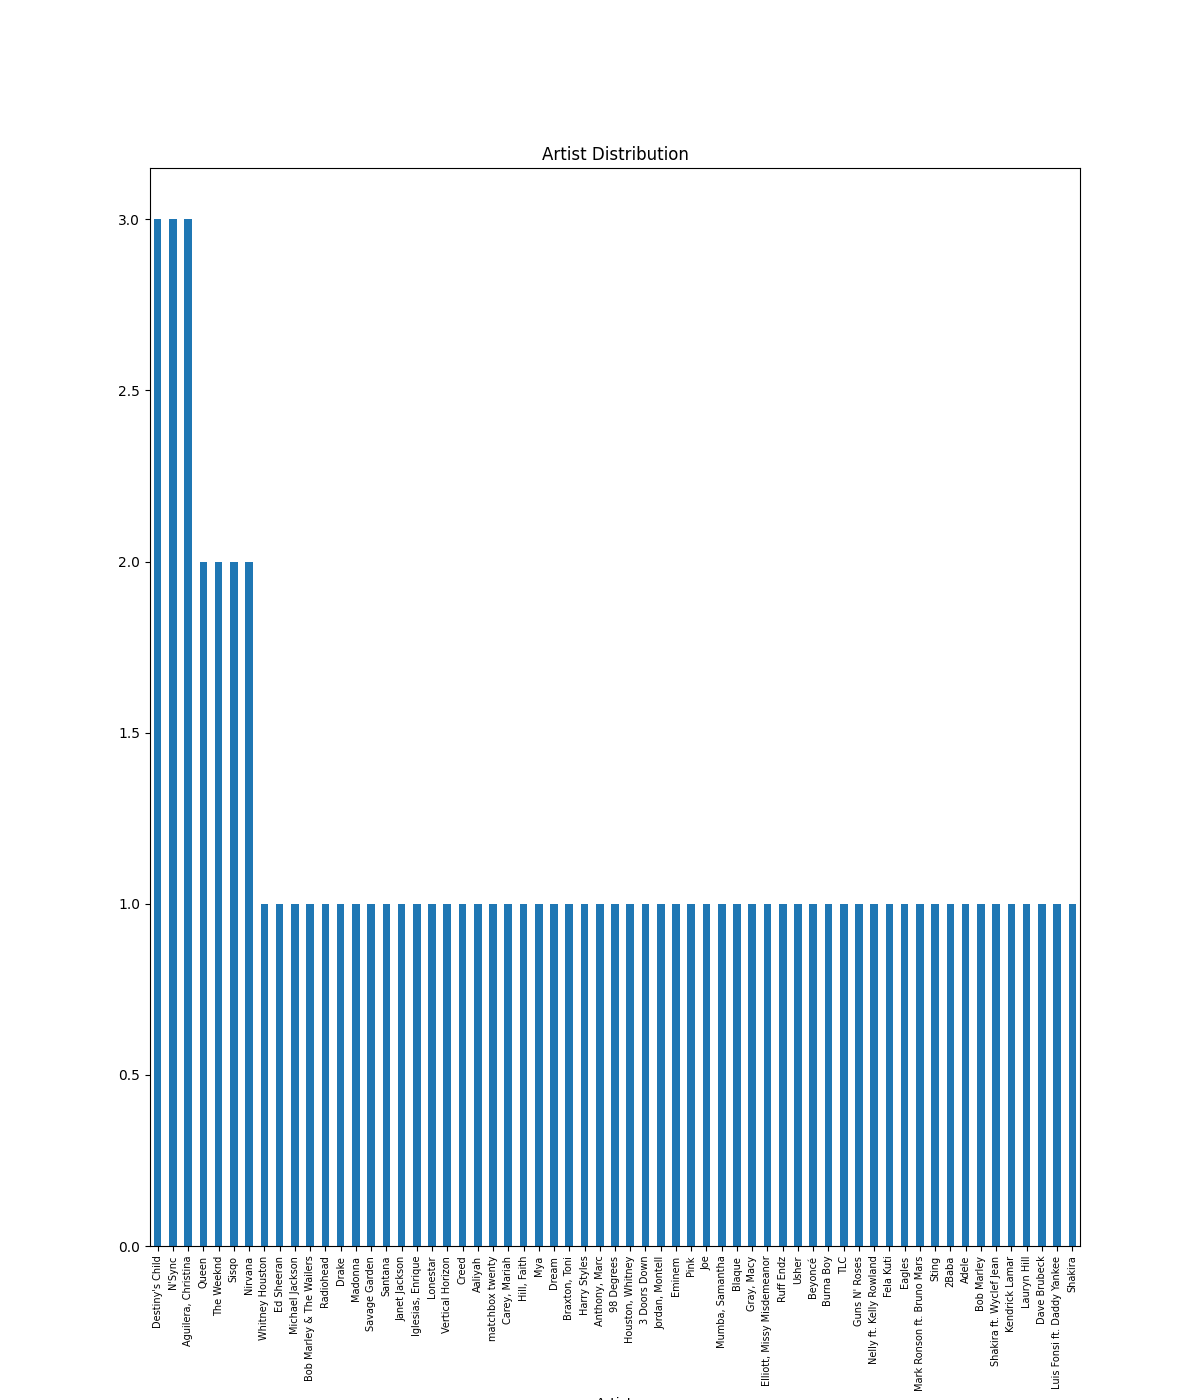 Artist Distribution
3.0
2.5
2.0
1.5
1.0
0.5
0.0
Destiny's Child
N'Sync
Aguilera, Christina
Queen
The Weeknd
Sisqo
Nirvana
Whitney Houston
Ed Sheeran
Michael Jackson
Bob Marley & The Wailers
Radiohead
Drake
Madonna
Savage Garden
Santana
Janet Jackson
Iglesias, Enrique
Lonestar
Vertical Horizon
Creed
Aaliyah
matchbox twenty
Carey, Mariah
Hill, Faith
Mya
Dream
Braxton, Toni
Harry Styles
Anthony, Marc
98 Degrees
Houston, Whitney
3 Doors Down
Jordan, Montell
Eminem
Pink
Joe
Mumba, Samantha
Blaque
Gray, Macy
Elliott, Missy Misdemeanor
Ruff Endz
Usher
Beyoncé
Burna Boy
TLC
Guns N' Roses
Nelly ft. Kelly Rowland
Fela Kuti
Eagles
Mark Ronson ft. Bruno Mars
Sting
2Baba
Adele
Bob Marley
Shakira ft. Wyclef Jean
Kendrick Lamar
Lauryn Hill
Dave Brubeck
Luis Fonsi ft. Daddy Yankee
Shakira